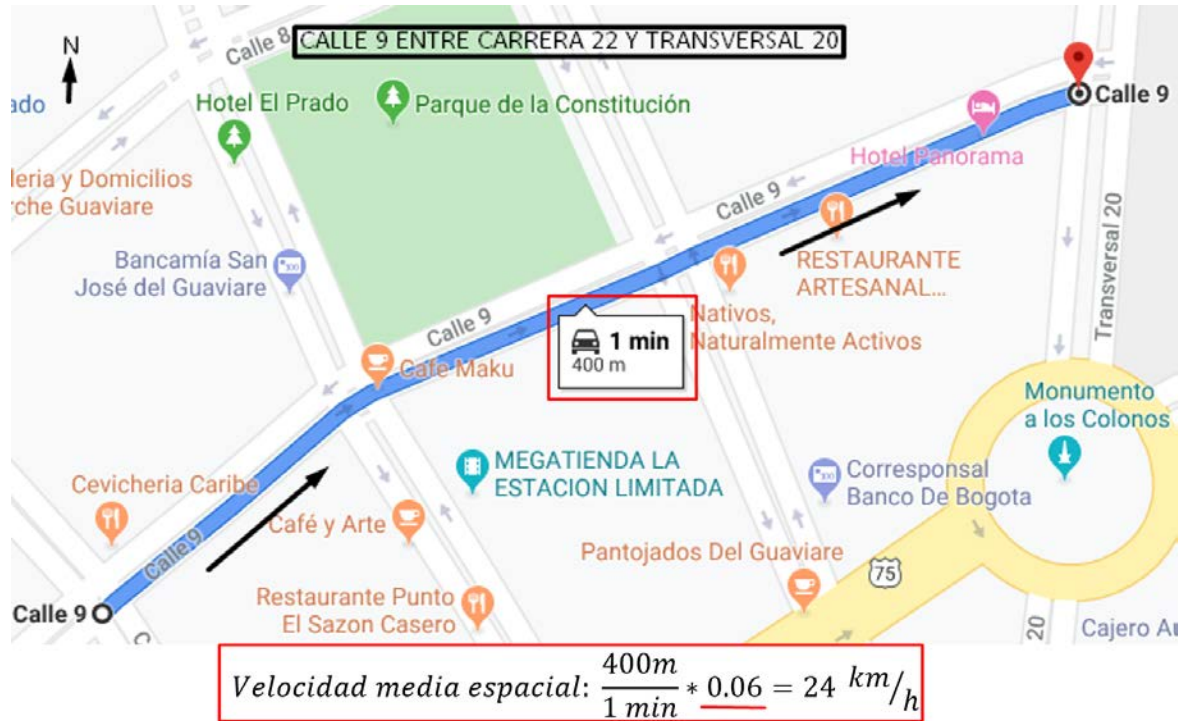 N
Calle 8
CALLE 9 ENTRE CARRERA 22 Y TRANSVERSAL 20
ado
Hotel El Prado
Parque de la Constitución
Calle 9
Hotel Panorama
leria y Domicilios
rche Guaviare
Calle 9
Transversal 20
Bancamía San
José del Guaviare
RESTAURANTE
ARTESANAL...
Calle 9
1 min
400 m
Nativos,
Naturalmente Activos
Cafe Maku
Monumento
a los Colonos
MEGATIENDA LA
ESTACION LIMITADA
Corresponsal
Banco De Bogota
Cevicheria Caribe
Café y Arte
Calle 9
Pantojados Del Guaviare
75
Restaurante Punto
El Sazon Casero
Calle 9
C
20
Cajero Au
Velocidad media espacial: 400m / 1 min * 0.06 = 24 km/h